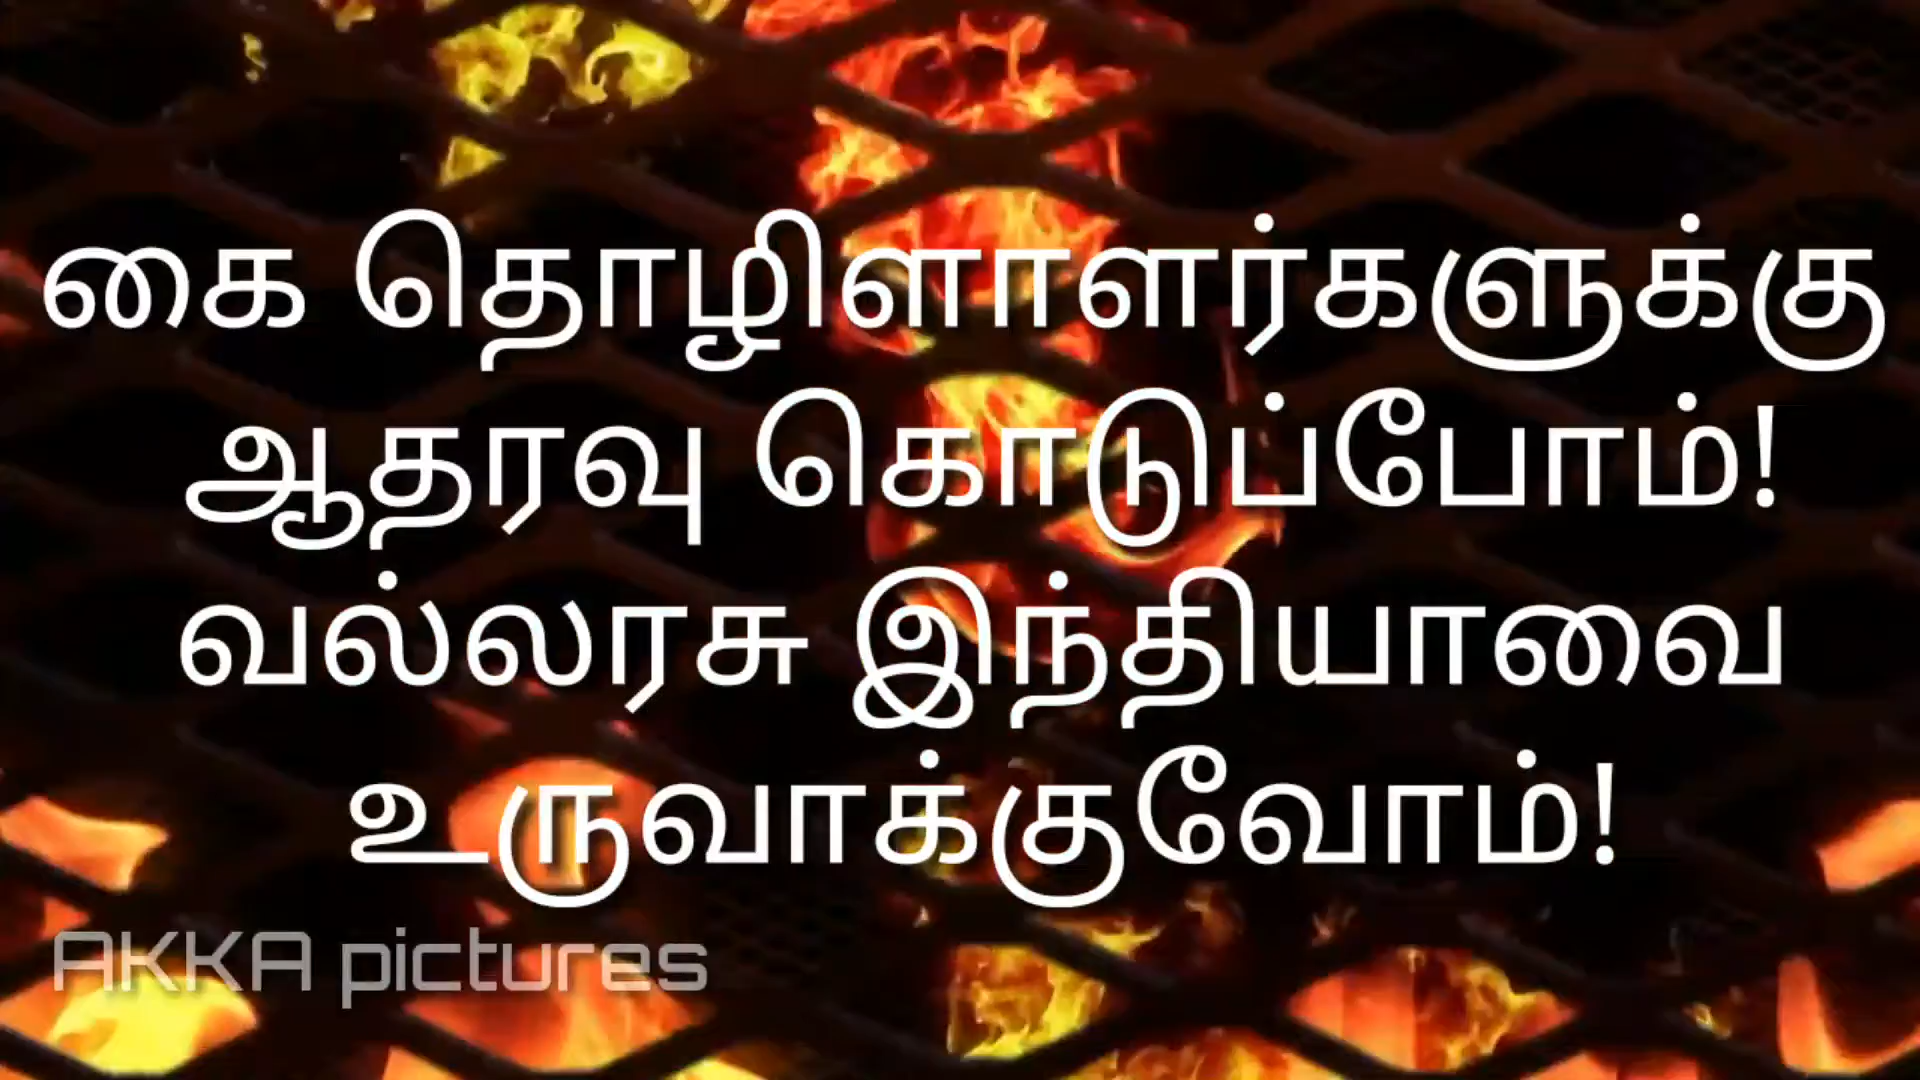 கை தொழிளாளர்களுக்கு
ஆதரவு கொடுப்போம்!
வல்லரசு இந்தியாவை
உருவாக்குவோம்!
AKKA pictures